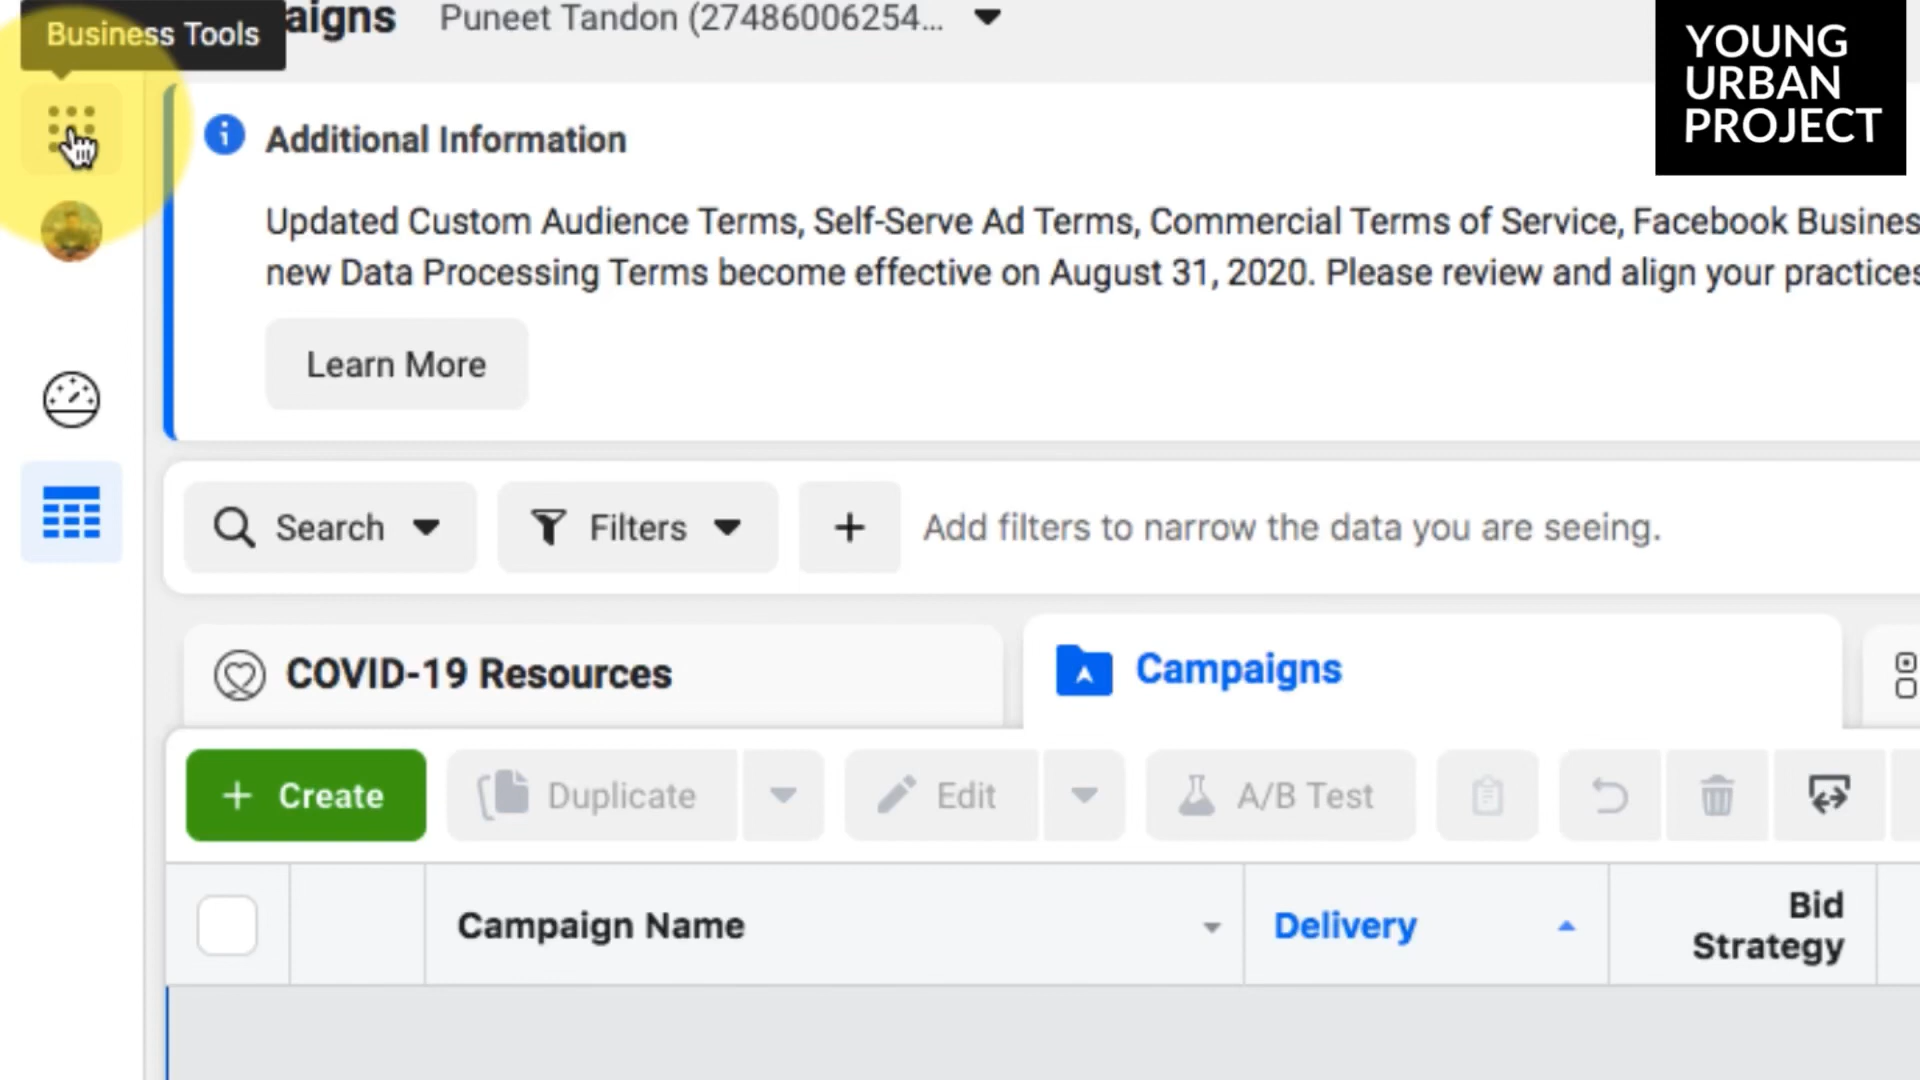 Business Tools
aigns
Puneet Tandon (27486006254...
YOUNG
URBAN
PROJECT
Additional Information
Updated Custom Audience Terms, Self-Serve Ad Terms, Commercial Terms of Service, Facebook Busines
new Data Processing Terms become effective on August 31, 2020. Please review and align your practices
Learn More
Search
Filters
+
Add filters to narrow the data you are seeing.
COVID-19 Resources
Campaigns
+ Create
Duplicate
Edit
A/B Test
Campaign Name
Delivery
Bid
Strategy